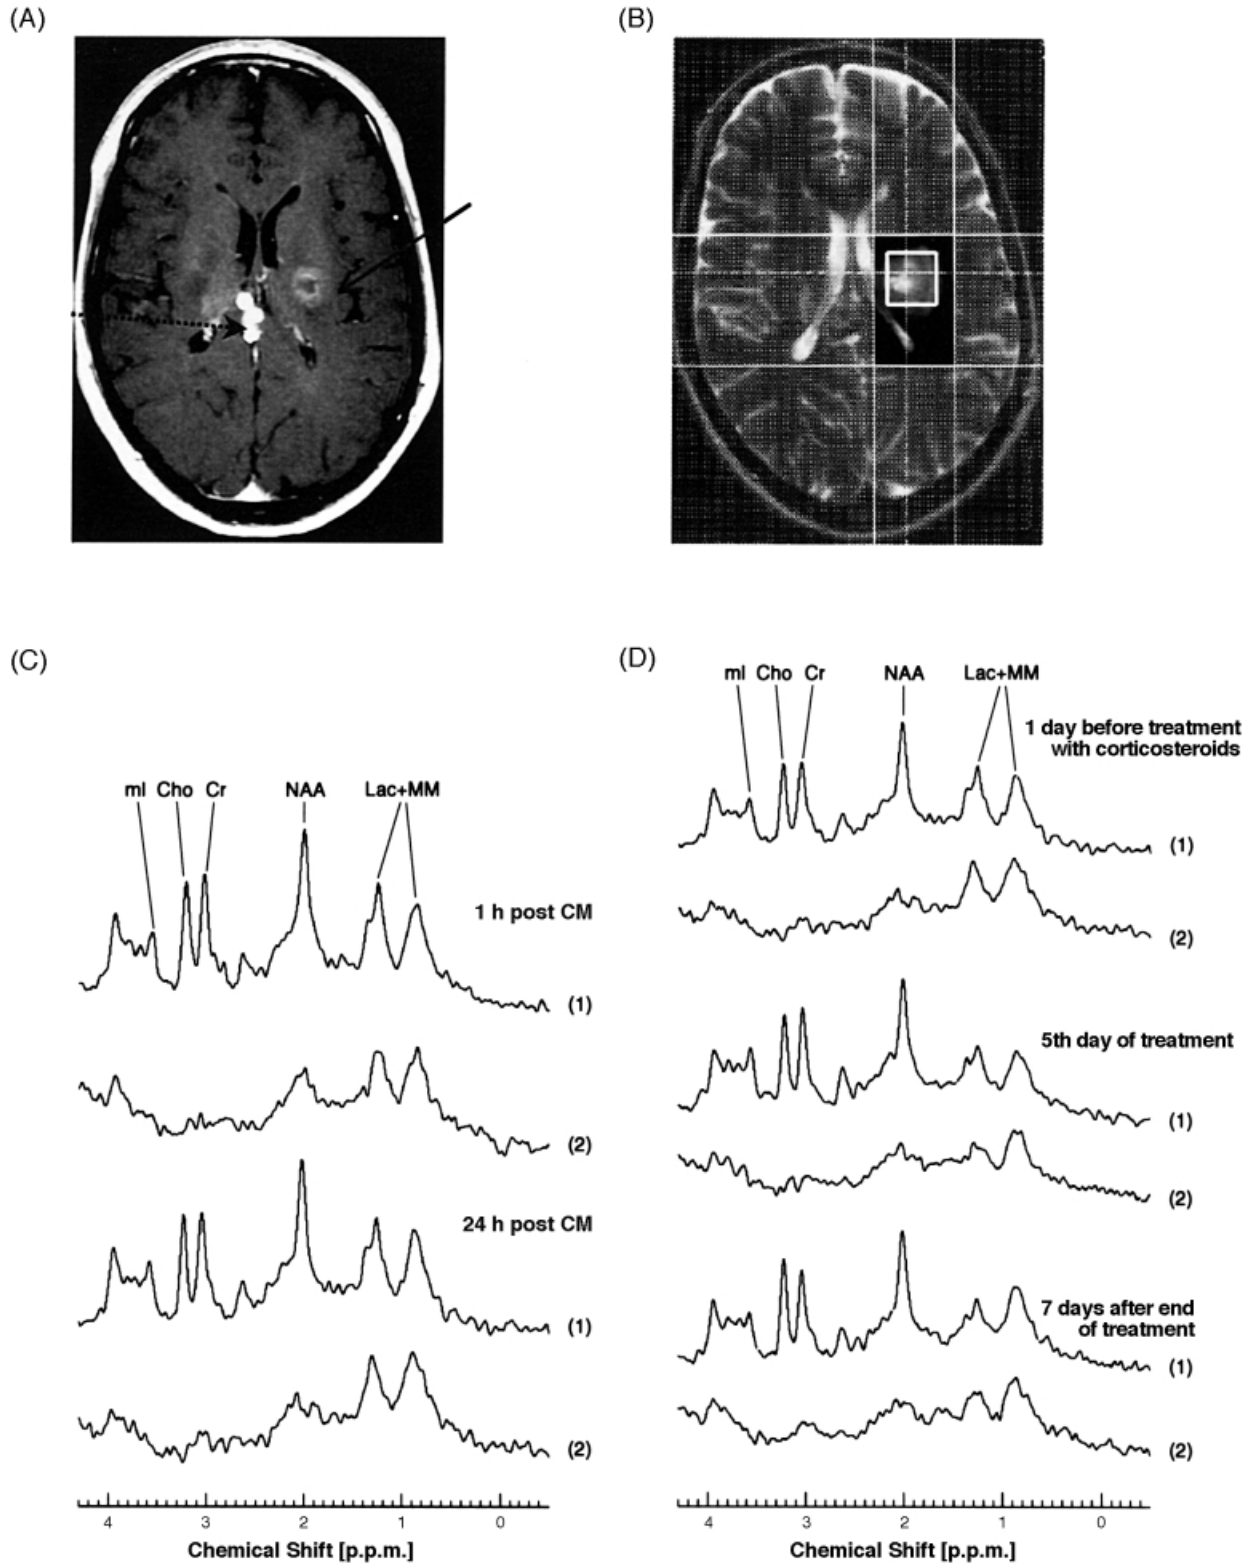 (A)
(B)
(C)
mI Cho Cr NAA Lac+MM
1 h post CM
(1)
(2)
24 h post CM
(1)
(2)
4 3 2 1 0
Chemical Shift [p.p.m.]
(D)
mI Cho Cr NAA Lac+MM
1 day before treatment
with corticosteroids
(1)
(2)
5th day of treatment
(1)
(2)
7 days after end
of treatment
(1)
(2)
4 3 2 1 0
Chemical Shift [p.p.m.]